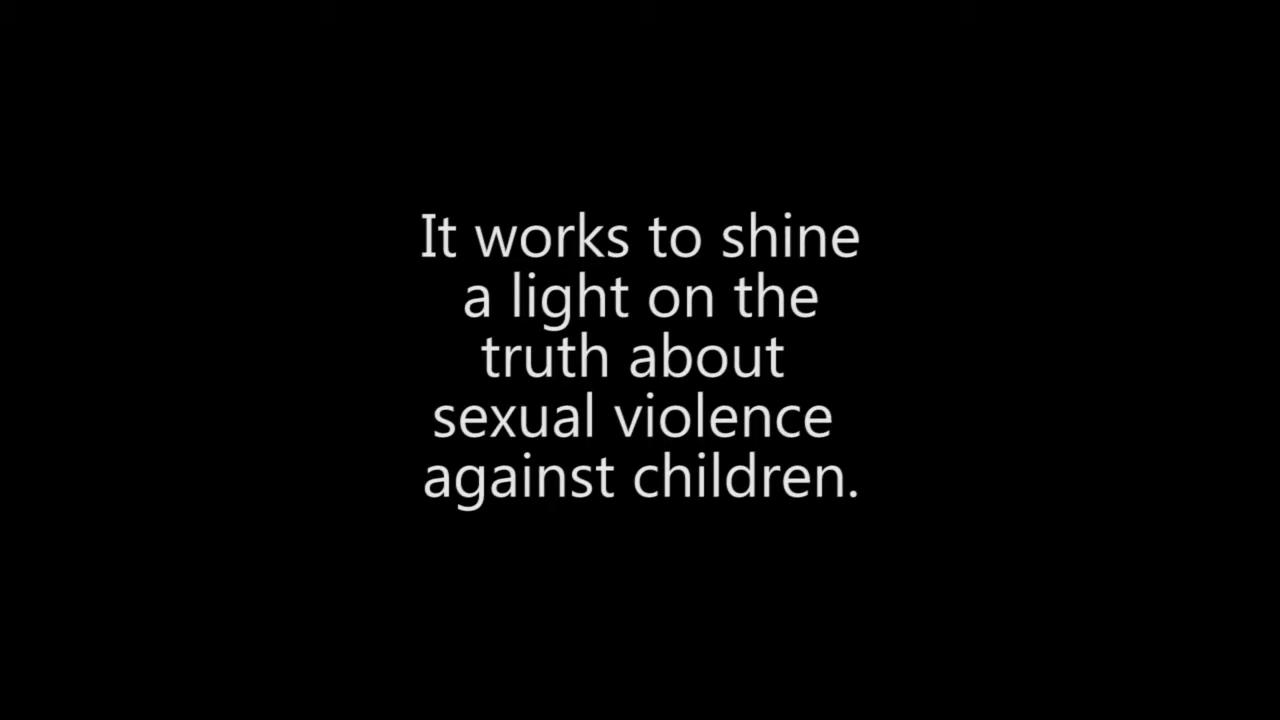 It works to shine
a light on the
truth about
sexual violence
against children.